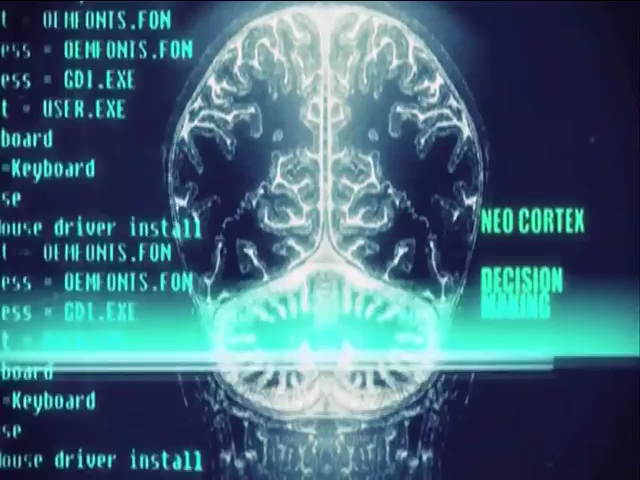 t = OEMFONTS.FON
ess = OEMFONTS.FON
ess = GDI.EXE
t = USER.EXE
board
=Keyboard
se
ouse driver install
t = OEMFONTS.FON
ess = OEMFONTS.FON
ess = GDI.EXE
t
board
=Keyboard
se
ouse driver install
NEO CORTEX
DECISION
MAKING